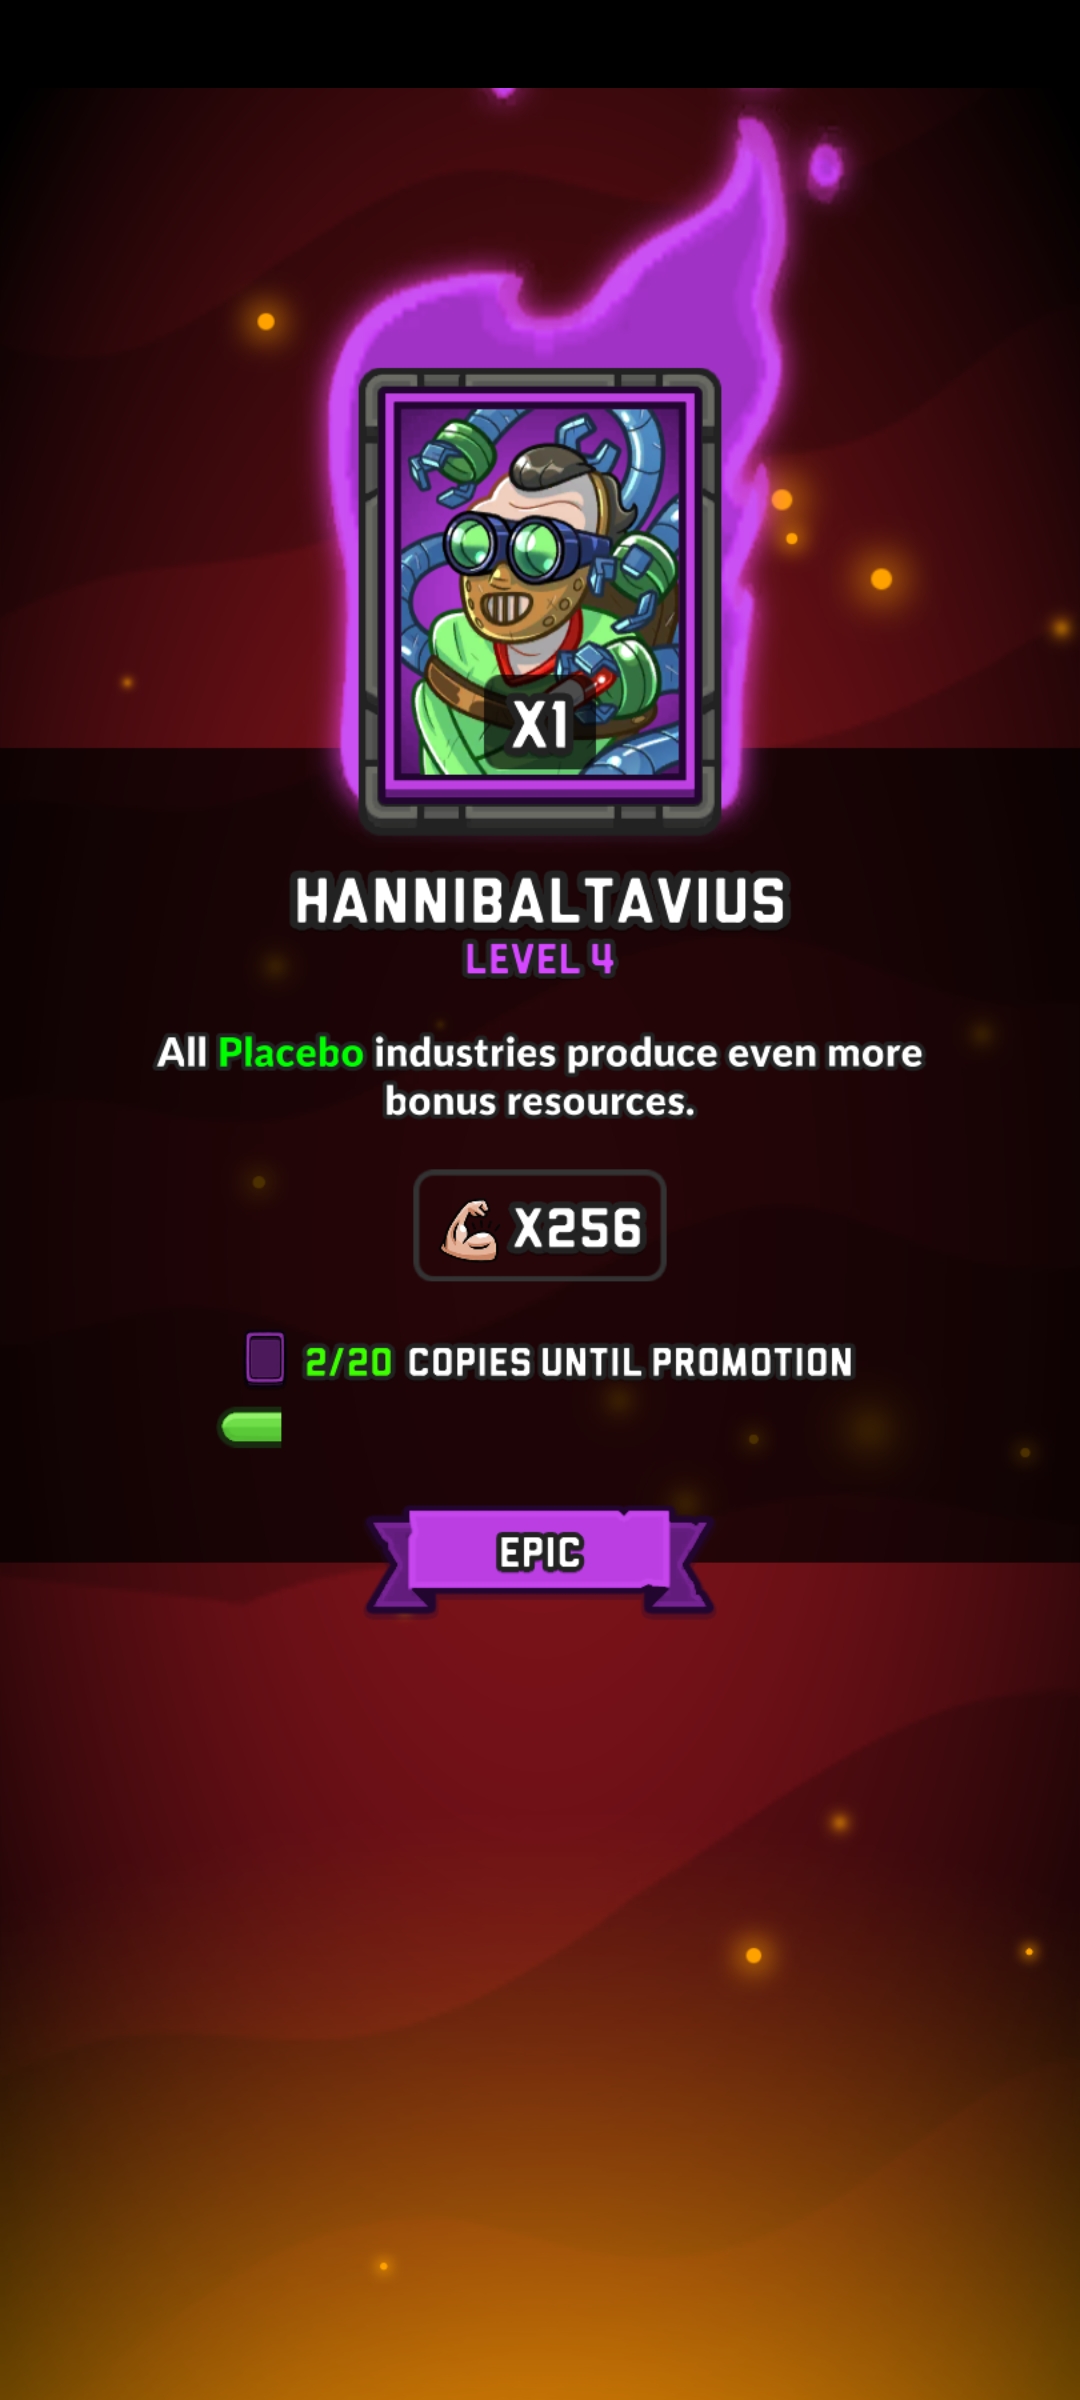 X1
HANNIBALTAVIUS
LEVEL 4
All Placebo industries produce even more
bonus resources.
X256
2/20 COPIES UNTIL PROMOTION
EPIC